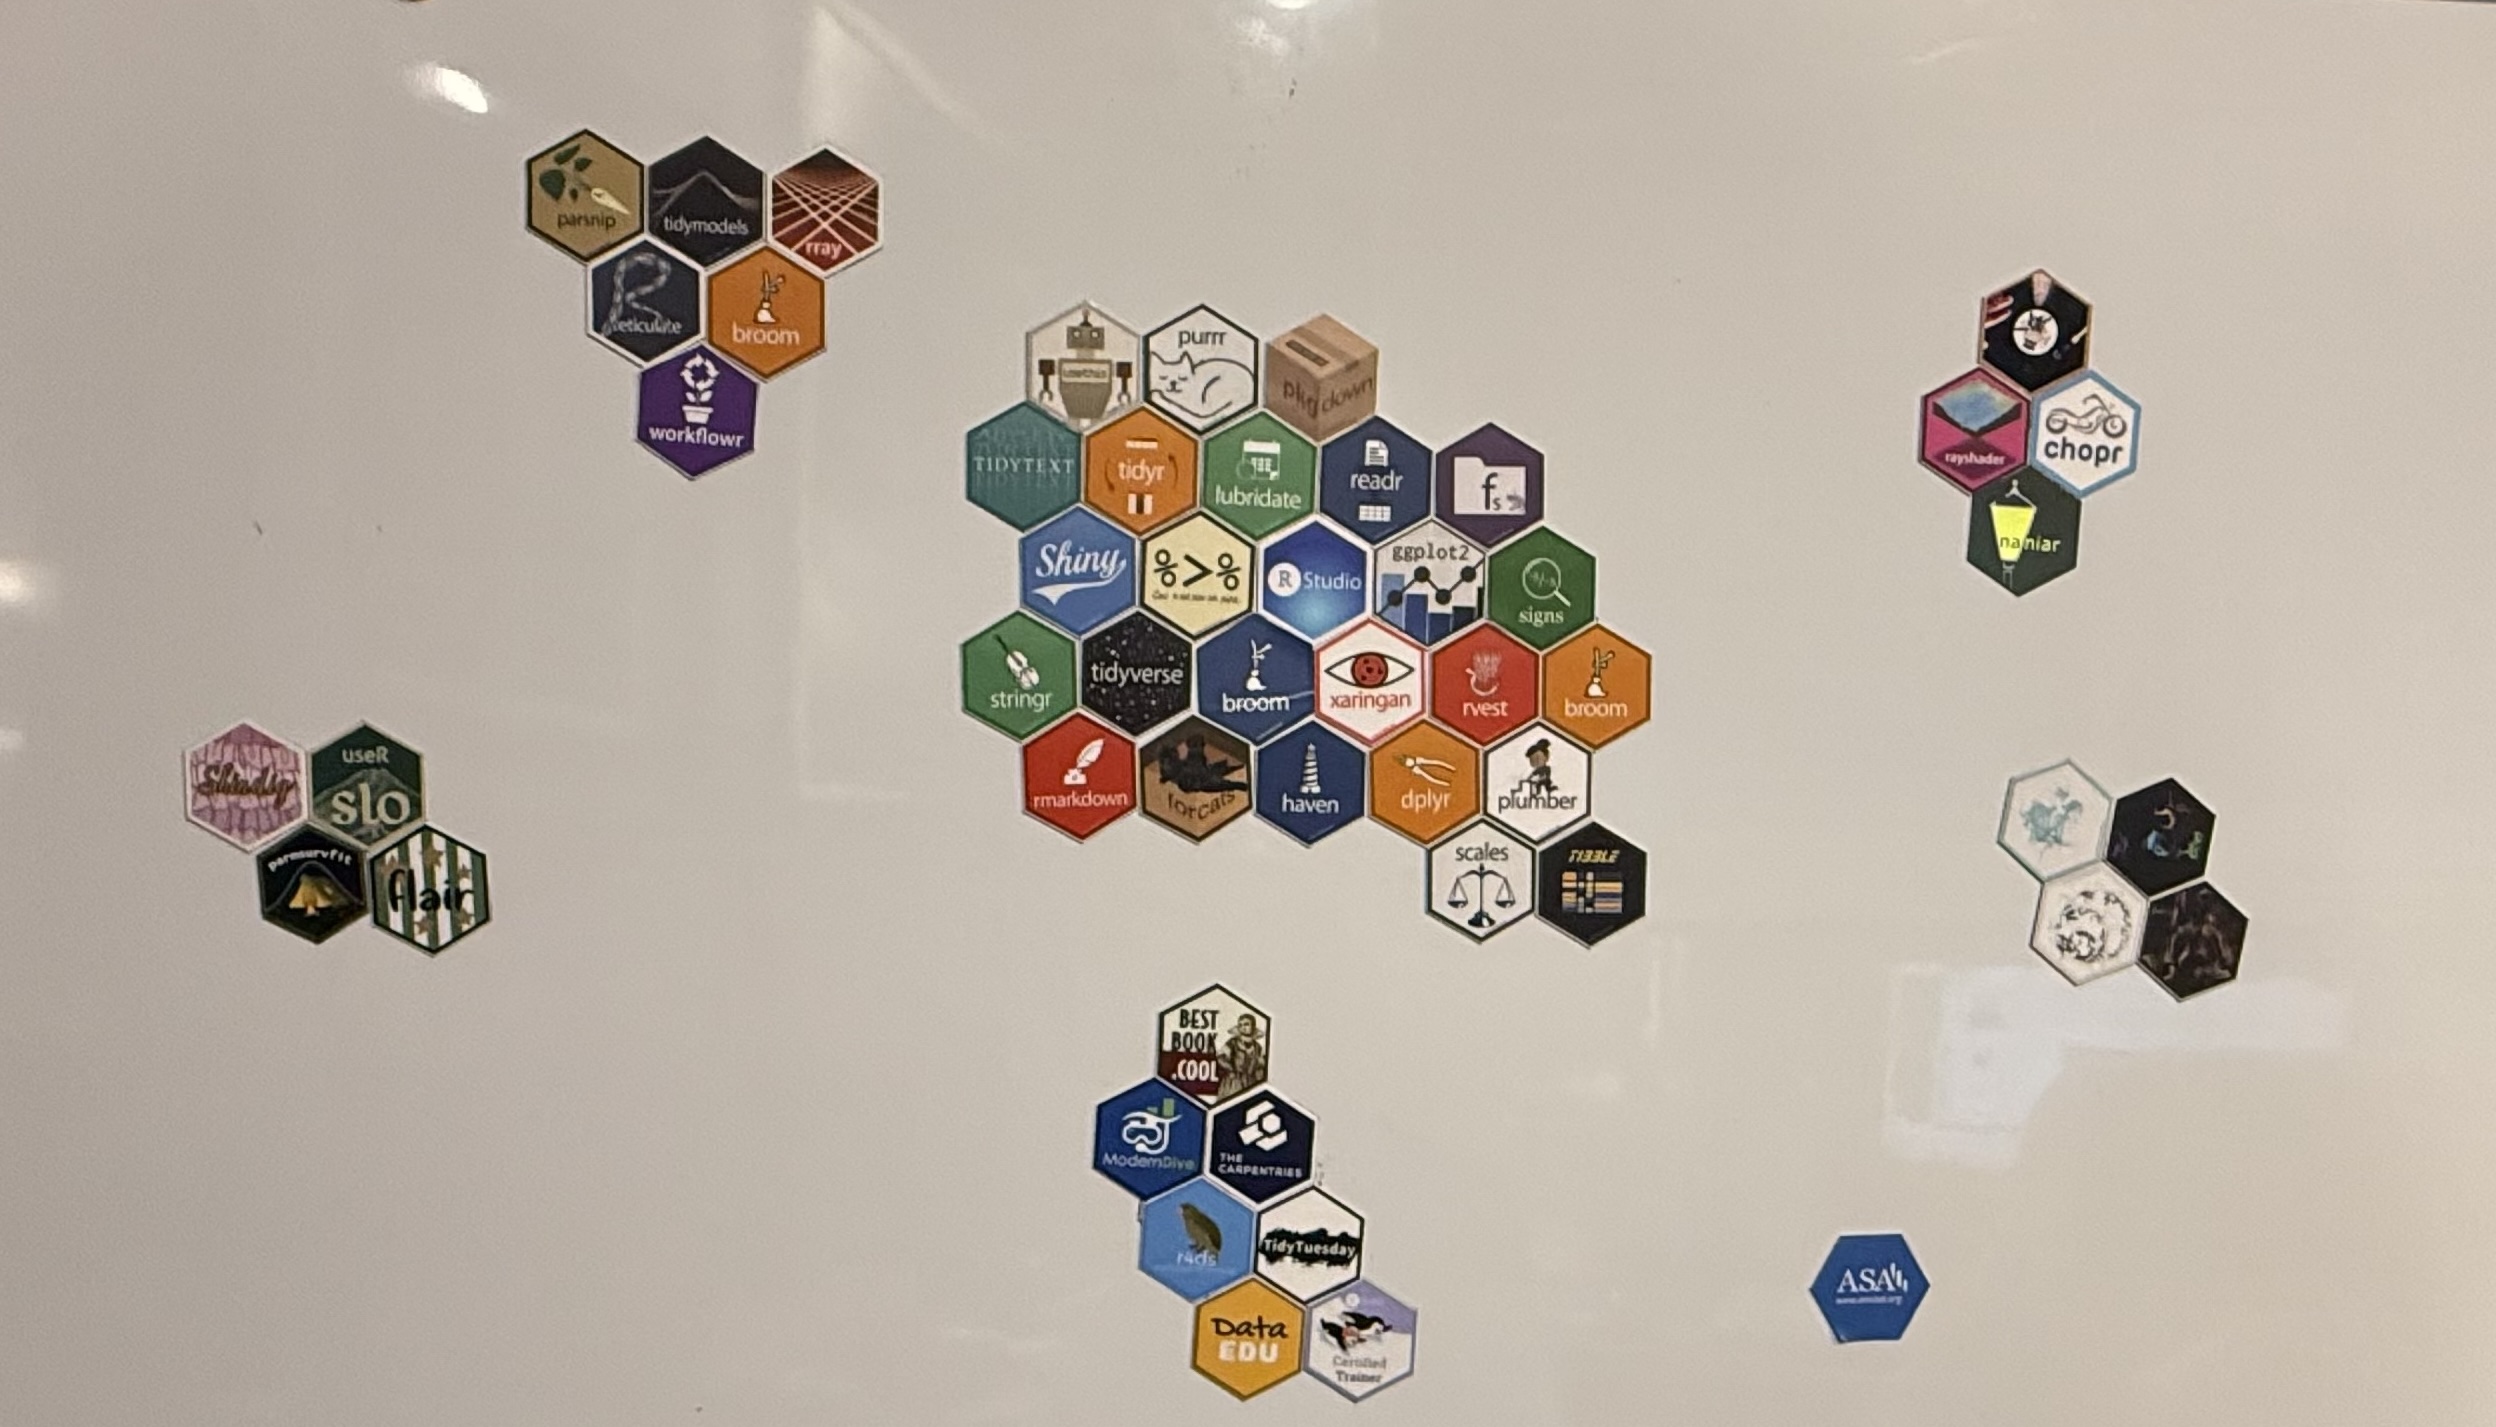 parsnip
tidymodels
rray
reticulate
broom
workflowr
usethis
purrr
pkgdown
TIDYTEXT
tidyr
lubridate
readr
fs
Shiny
%>%
R Studio
ggplot2
signs
stringr
tidyverse
broom
xaringan
rvest
broom
rmarkdown
forcats
haven
dplyr
plumber
scales
TIBBLE
rayshader
chopr
naniar
Shindig
useR
slo
parmsurvfit
flair
BEST
BOOK
.COOL
ModernDive
THE
CARPENTRIES
r4ds
TidyTuesday
Data
EDU
Certified
Trainer
ASA